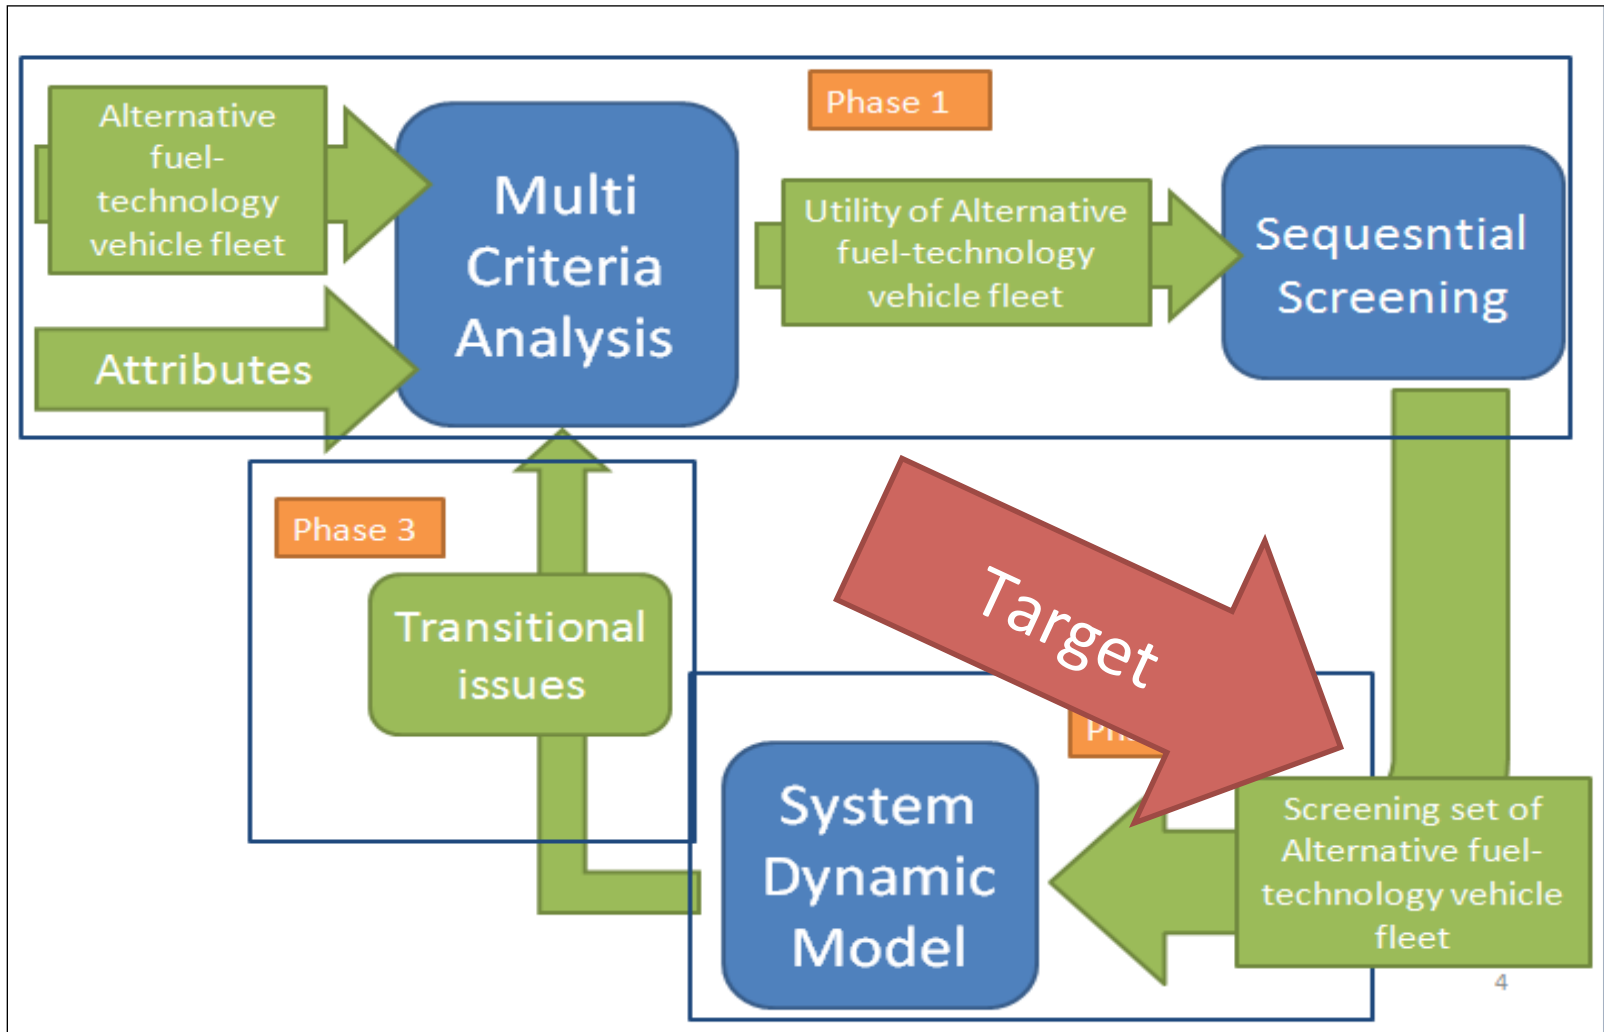 Phase 1
Alternative
fuel-
technology
vehicle fleet
Attributes
Multi
Criteria
Analysis
Utility of Alternative
fuel-technology
vehicle fleet
Sequesntial
Screening
Phase 3
Transitional
issues
Target
System
Dynamic
Model
Screening set of
Alternative fuel-
technology vehicle
fleet
4